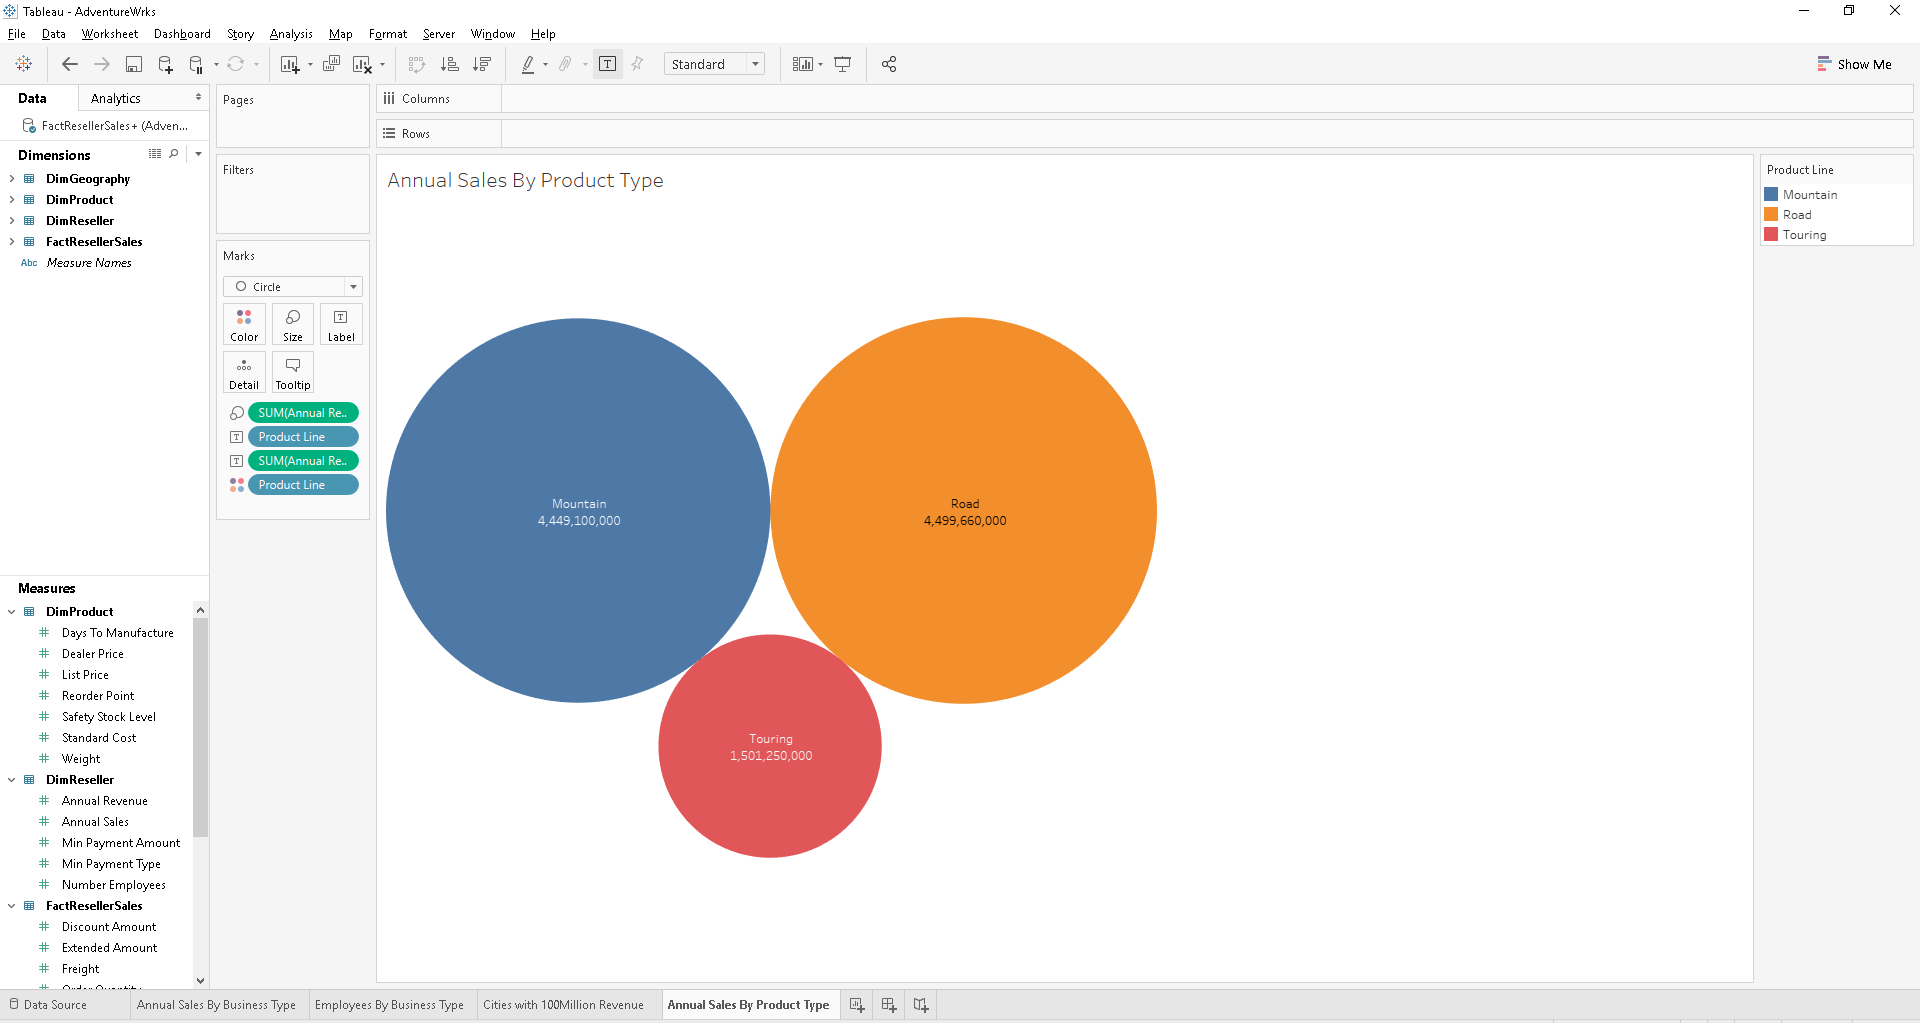 Tableau - AdventureWrks
File Data Worksheet Dashboard Story Analysis Map Format Server Window Help
Standard
Show Me
Data Analytics
FactResellerSales+ (Adven...
Dimensions
DimGeography
DimProduct
DimReseller
FactResellerSales
Abc Measure Names
Measures
DimProduct
Days To Manufacture
Dealer Price
List Price
Reorder Point
Safety Stock Level
Standard Cost
Weight
DimReseller
Annual Revenue
Annual Sales
Min Payment Amount
Min Payment Type
Number Employees
FactResellerSales
Discount Amount
Extended Amount
Freight
Order Quantity
Pages
Filters
Marks
Circle
Color Size Label
Detail Tooltip
SUM(Annual Re..
Product Line
SUM(Annual Re..
Product Line
Columns
Rows
Annual Sales By Product Type
Mountain
4,449,100,000
Road
4,499,660,000
Touring
1,501,250,000
Product Line
Mountain
Road
Touring
Data Source Annual Sales By Business Type Employees By Business Type Cities with 100Million Revenue Annual Sales By Product Type